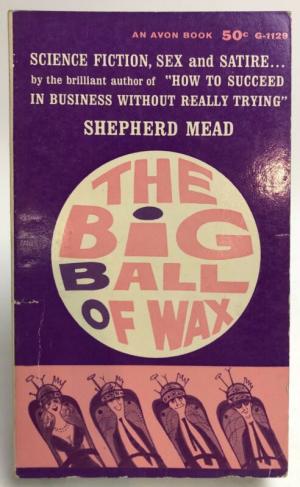 AN AVON BOOK 50¢ G-1129
SCIENCE FICTION, SEX and SATIRE...
by the brilliant author of "HOW TO SUCCEED
IN BUSINESS WITHOUT REALLY TRYING"
SHEPHERD MEAD
THE
BiG
BALL
OF WAX